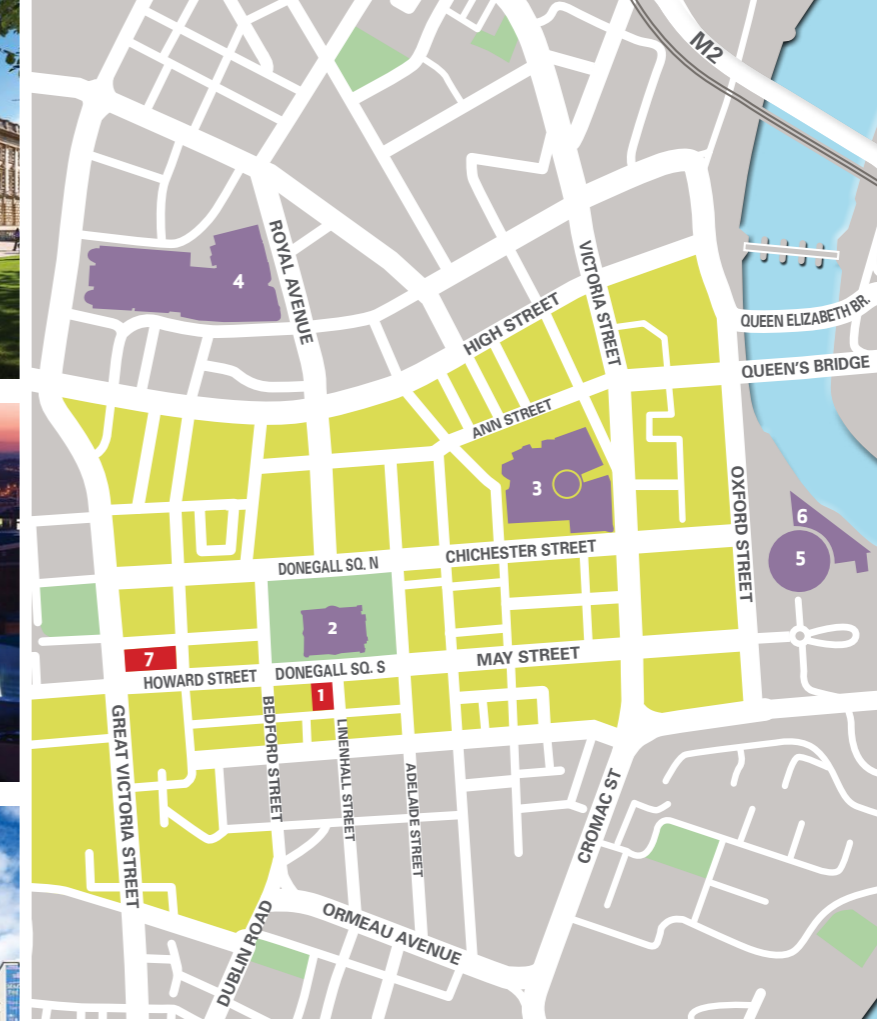 M2
ROYAL AVENUE
4
VICTORIA STREET
HIGH STREET
QUEEN ELIZABETH BR.
QUEEN'S BRIDGE
ANN STREET
3
OXFORD STREET
6
5
CHICHESTER STREET
DONEGALL SQ. N
2
7
MAY STREET
HOWARD STREET
DONEGALL SQ. S
1
GREAT VICTORIA STREET
BEDFORD STREET
LINENHALL STREET
ADELAIDE STREET
CROMAC ST
ORMEAU AVENUE
DUBLIN ROAD